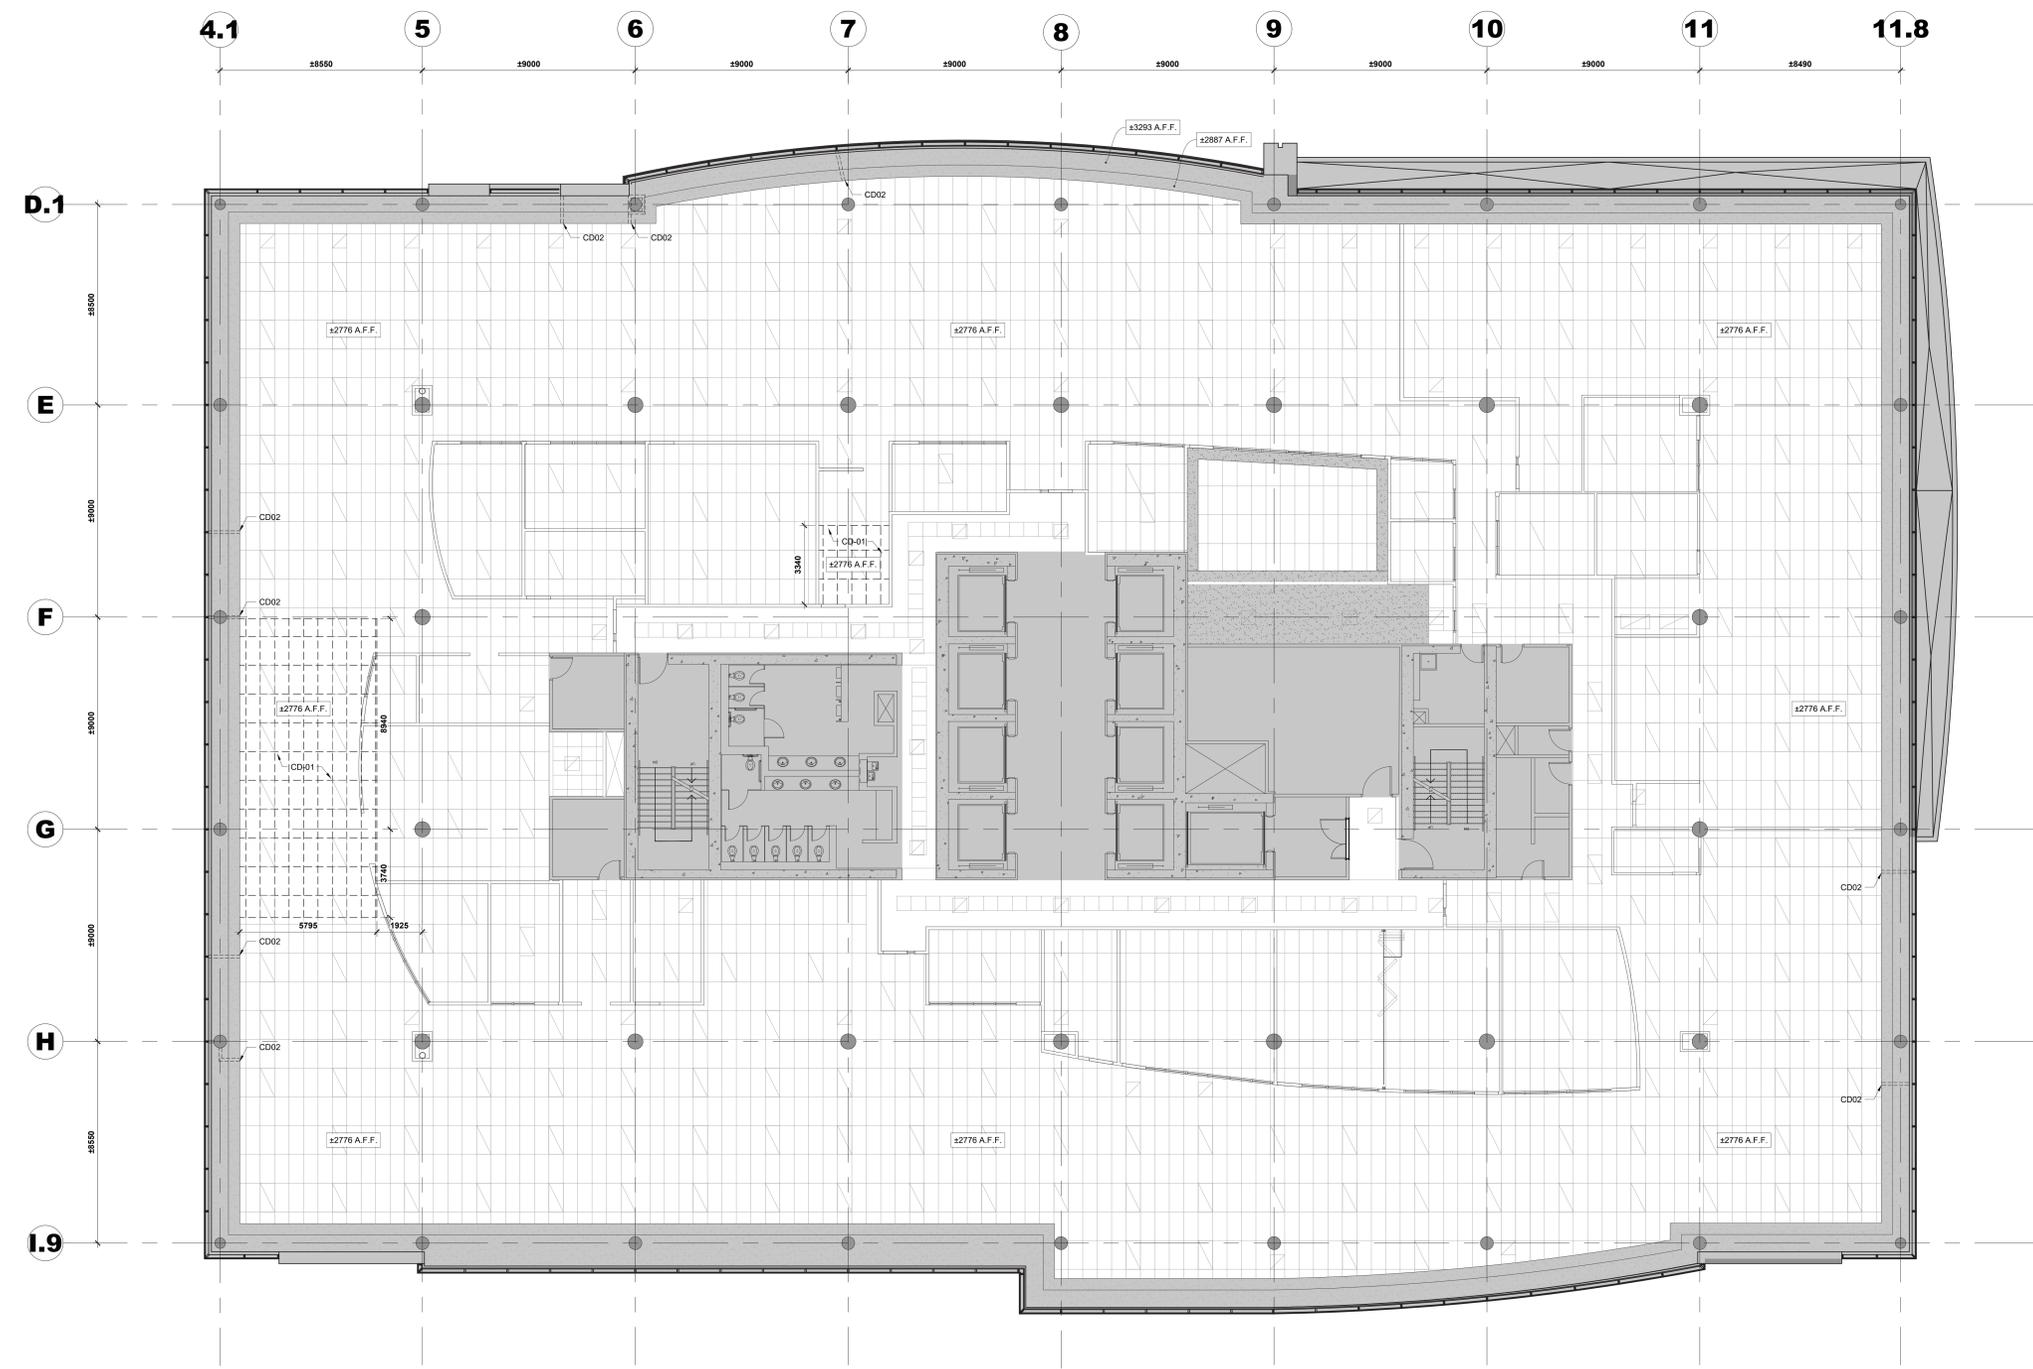 4.1 5 6 7 8 9 10 11 11.8
±8550 ±9000 ±9000 ±9000 ±9000 ±9000 ±9000 ±8490
±3293 A.F.F.
±2887 A.F.F.
CD02
D.1
CD02 CD02
±8500
±2776 A.F.F. ±2776 A.F.F. ±2776 A.F.F.
E
±9000
CD02
CD-01
±2776 A.F.F.
3340
CD02
F
±2776 A.F.F. ±2776 A.F.F.
±9000
8940
CD-01
G
3740
CD02
5795 1925
±9000
CD02
H
CD02
CD02
±8550
±2776 A.F.F. ±2776 A.F.F. ±2776 A.F.F.
I.9